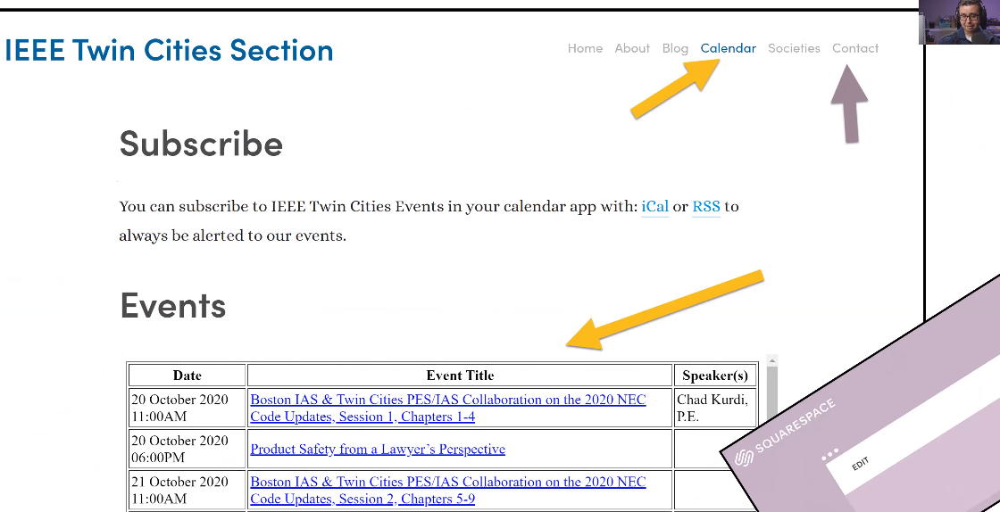 IEEE Twin Cities Section
Home About Blog Calendar Societies Contact
Subscribe
You can subscribe to IEEE Twin Cities Events in your calendar app with: iCal or RSS to
always be alerted to our events.
Events
Date Event Title Speaker(s)
20 October 2020 Boston IAS & Twin Cities PES/IAS Collaboration on the 2020 NEC Chad Kurdi,
11:00AM Code Updates, Session 1, Chapters 1-4 P.E.
20 October 2020
06:00PM Product Safety from a Lawyer’s Perspective
21 October 2020 Boston IAS & Twin Cities PES/IAS Collaboration on the 2020 NEC
11:00AM Code Updates, Session 2, Chapters 5-9
SQUARESPACE
EDIT